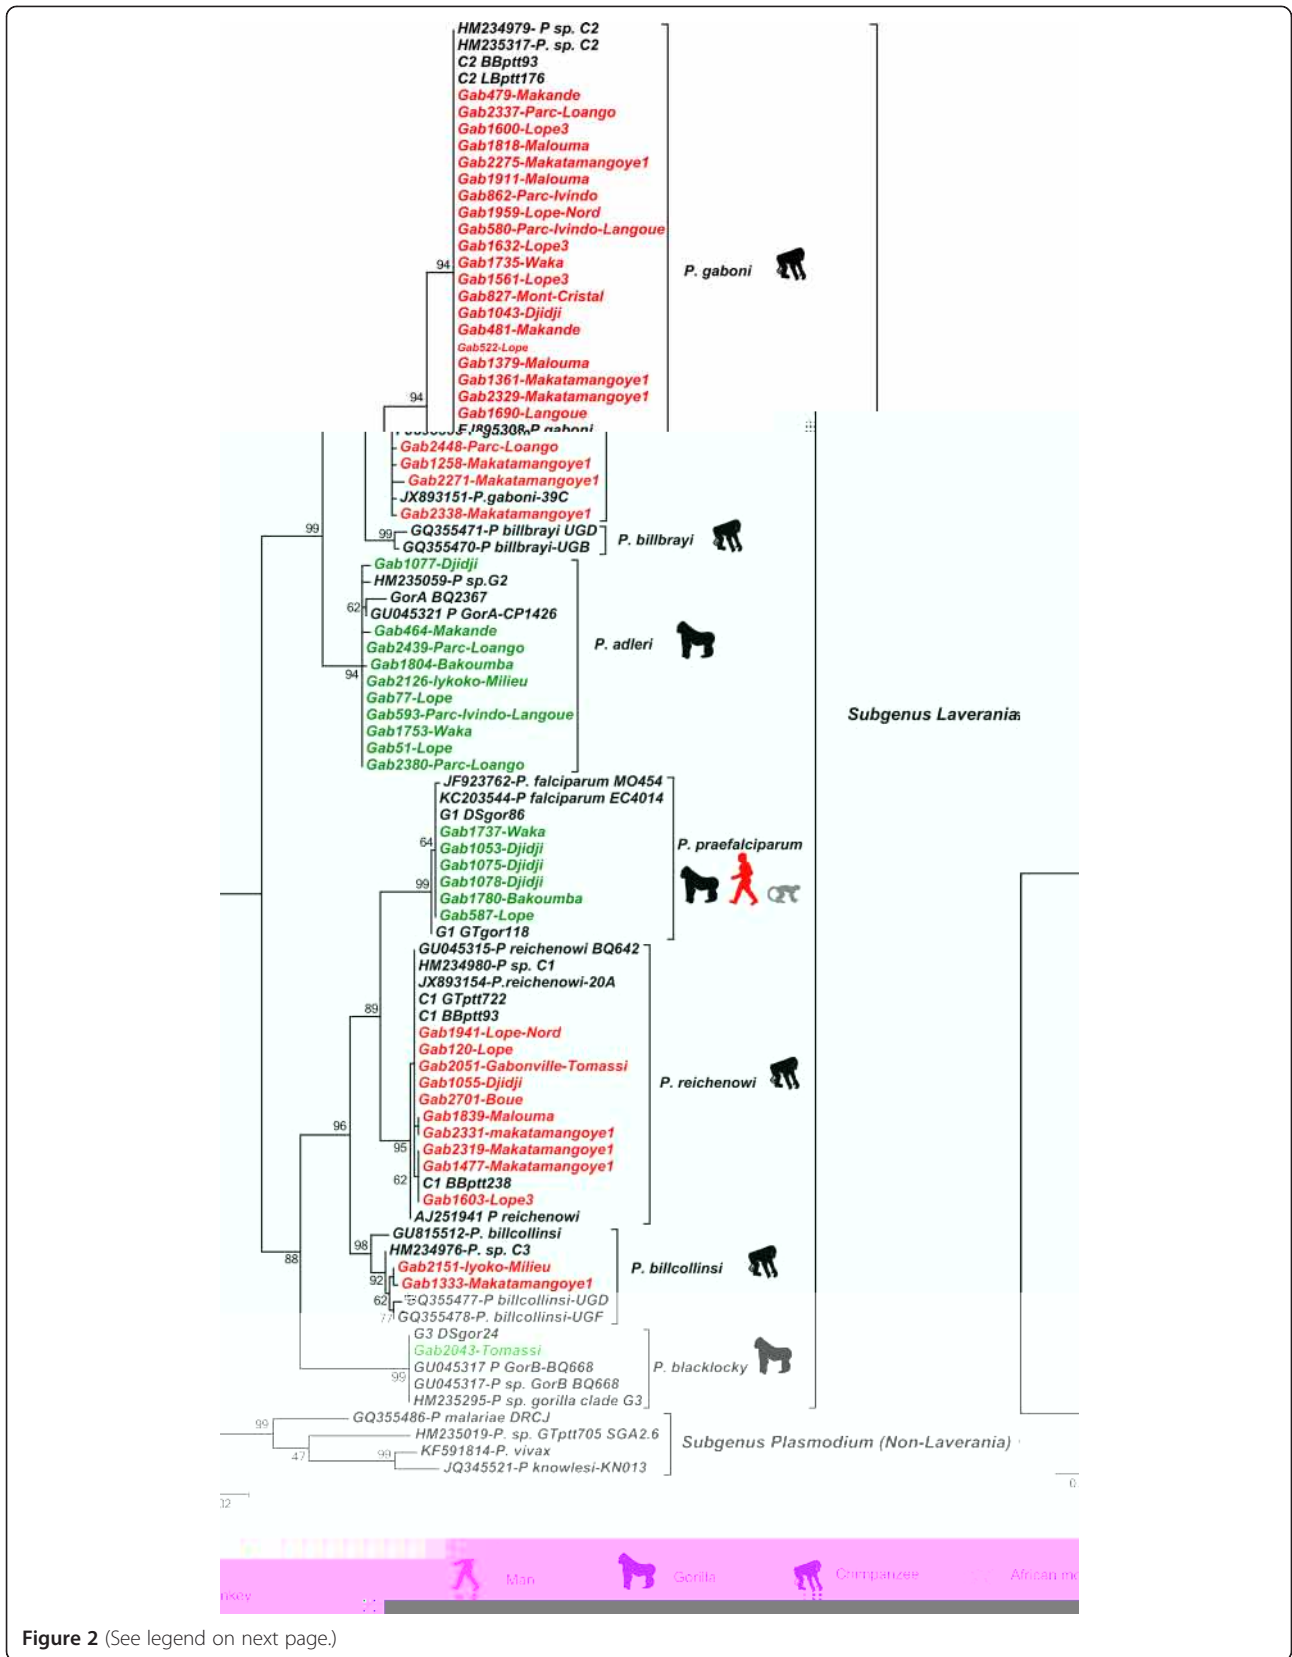 HM234979- P sp. C2
HM235317-P. sp. C2
C2 BBptt93
C2 LBptt176
Gab479-Makande
Gab2337-Parc-Loango
Gab1600-Lope3
Gab1818-Malouma
Gab2275-Makatamangoye1
Gab1911-Malouma
Gab862-Parc-Ivindo
Gab1959-Lope-Nord
Gab580-Parc-Ivindo-Langoue
Gab1632-Lope3
94
Gab1735-Waka
P. gaboni
Gab1561-Lope3
Gab827-Mont-Cristal
Gab1043-Djidji
Gab481-Makande
Gab522-Lope
Gab1379-Malouma
Gab1361-Makatamangoye1
94
Gab2329-Makatamangoye1
Gab1690-Langoue
FJ895308-P gaboni
Gab2448-Parc-Loango
Gab1258-Makatamangoye1
Gab2271-Makatamangoye1
JX893151-P.gaboni-39C
Gab2338-Makatamangoye1
99
99
GQ355471-P billbrayi UGD
P. billbrayi
GQ355470-P billbrayi-UGB
Gab1077-Djidji
HM235059-P sp.G2
GorA BQ2367
62
GU045321 P GorA-CP1426
Gab464-Makande
Gab2439-Parc-Loango
P. adleri
Gab1804-Bakoumba
94
Gab2126-Iykoko-Milieu
Gab77-Lope
Gab593-Parc-Ivindo-Langoue
Subgenus Laverania
Gab1753-Waka
Gab51-Lope
Gab2380-Parc-Loango
JF923762-P. falciparum MO454
KC203544-P falciparum EC4014
G1 DSgor86
Gab1737-Waka
64
Gab1053-Djidji
P. praefalciparum
Gab1075-Djidji
99
Gab1078-Djidji
Gab1780-Bakoumba
Gab587-Lope
G1 GTgor118
GU045315-P reichenowi BQ642
HM234980-P sp. C1
JX893154-P.reichenowi-20A
C1 GTptt722
89
C1 BBptt93
Gab1941-Lope-Nord
Gab120-Lope
Gab2051-Gabonville-Tomassi
Gab1055-Djidji
P. reichenowi
Gab2701-Boue
Gab1839-Malouma
96
Gab2331-makatamangoye1
95
Gab2319-Makatamangoye1
Gab1477-Makatamangoye1
62
C1 BBptt238
Gab1603-Lope3
AJ251941 P reichenowi
GU815512-P. billcollinsi
98
HM234976-P. sp. C3
88
Gab2151-Iyoko-Milieu
P. billcollinsi
92
Gab1333-Makatamangoye1
62
GQ355477-P billcollinsi-UGD
77
GQ355478-P. billcollinsi-UGF
G3 DSgor24
Gab2043-Tomassi
GU045317 P GorB-BQ668
P. blacklocky
99
GU045317-P sp. GorB BQ668
HM235295-P sp. gorilla clade G3
GQ355486-P malariae DRCJ
99
HM235019-P. sp. GTptt705 SGA2.6
Subgenus Plasmodium (Non-Laverania)
47
99
KF591814-P. vivax
JQ345521-P knowlesi-KN013
0
02
Man
Gorilla
Chimpanzee
African mo
nkey
Figure 2 (See legend on next page.)